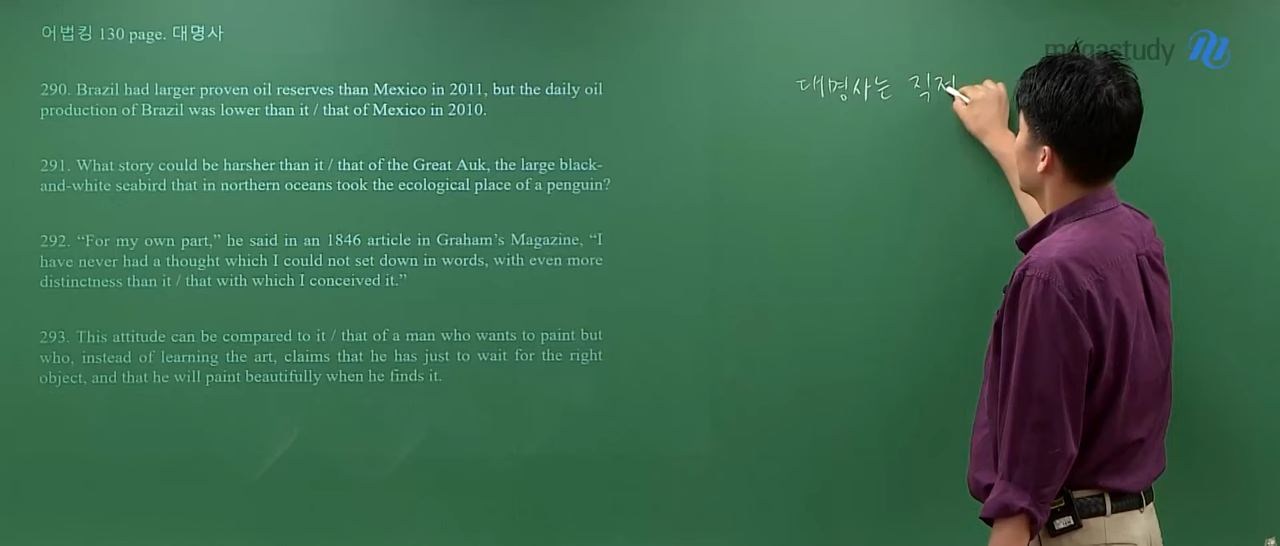 어법킹 130 page. 대명사
megastudy
290. Brazil had larger proven oil reserves than Mexico in 2011, but the daily oil
production of Brazil was lower than it / that of Mexico in 2010.
291. What story could be harsher than it / that of the Great Auk, the large black-
and-white seabird that in northern oceans took the ecological place of a penguin?
292. “For my own part,” he said in an 1846 article in Graham’s Magazine, “I
have never had a thought which I could not set down in words, with even more
distinctness than it / that with which I conceived it.”
293. This attitude can be compared to it / that of a man who wants to paint but
who, instead of learning the art, claims that he has just to wait for the right
object, and that he will paint beautifully when he finds it.
대명사는 직